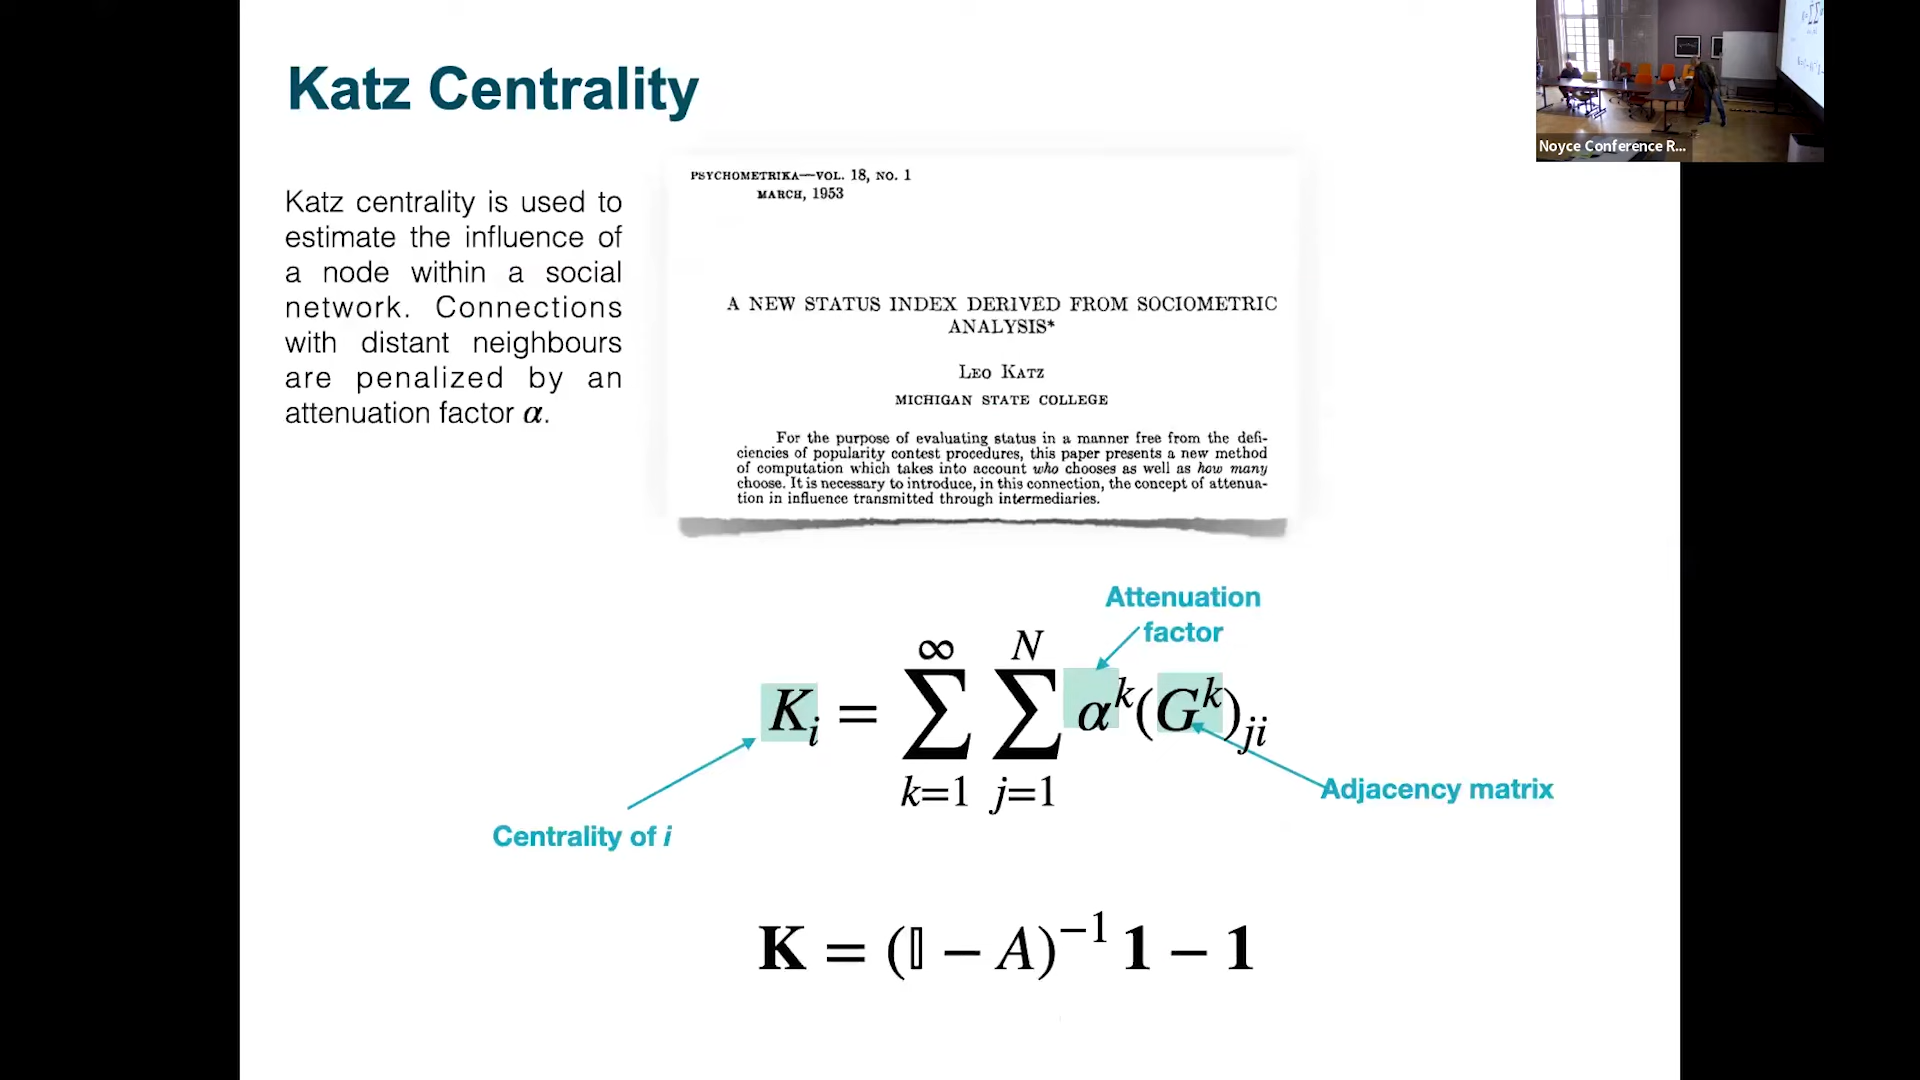 Katz Centrality
Noyce Conference R...
Katz centrality is used to
estimate the influence of
a node within a social
network. Connections
with distant neighbours
are penalized by an
attenuation factor α.
PSYCHOMETRIKA—VOL. 18, NO. 1
MARCH, 1953
A NEW STATUS INDEX DERIVED FROM SOCIOMETRIC
ANALYSIS*
LEO KATZ
MICHIGAN STATE COLLEGE
For the purpose of evaluating status in a manner free from the defi-
ciencies of popularity contest procedures, this paper presents a new method
of computation which takes into account who chooses as well as how many
choose. It is necessary to introduce, in this connection, the concept of attenua-
tion in influence transmitted through intermediaries.
Attenuation
factor
K_i = ∑_{k=1}^{∞} ∑_{j=1}^{N} α^k (G^k)_{ji}
Adjacency matrix
Centrality of i
K = (𝕀 − A)^{−1} 1 − 1